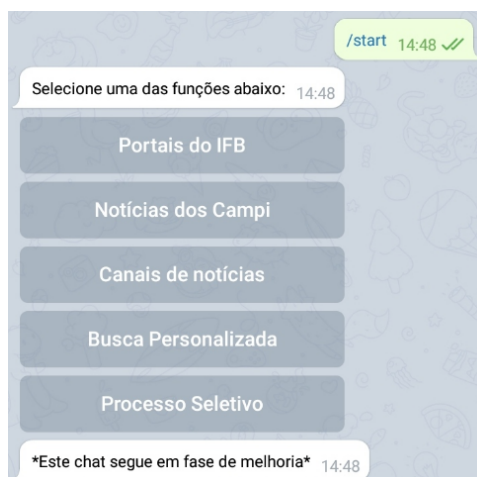 /start 14:48
Selecione uma das funções abaixo: 14:48
Portais do IFB
Notícias dos Campi
Canais de notícias
Busca Personalizada
Processo Seletivo
*Este chat segue em fase de melhoria* 14:48